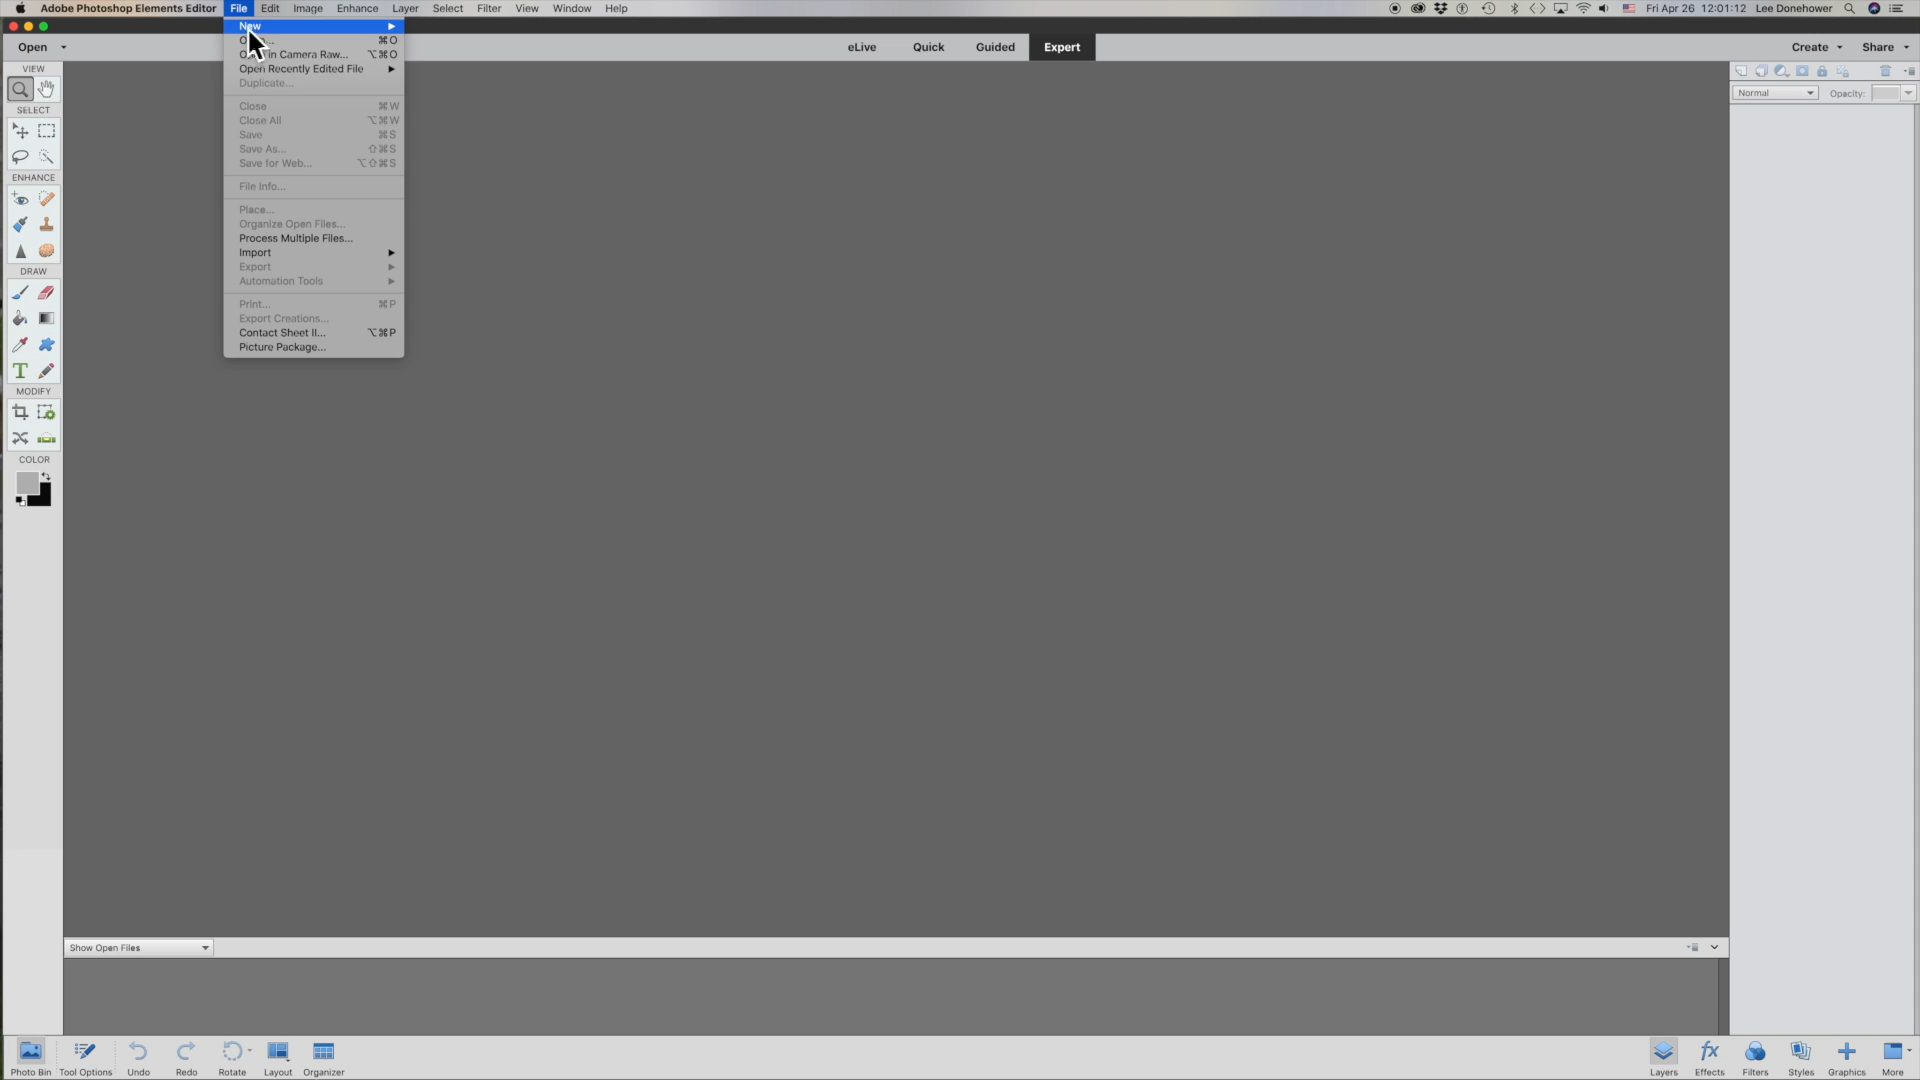 Adobe Photoshop Elements Editor File Edit Image Enhance Layer Select Filter View Window Help Fri Apr 26 12:01:12 Lee Donehower
Open eLive Quick Guided Expert Create Share
New
⌘O
in Camera Raw... ⌥⌘O
Open Recently Edited File
Duplicate...
Close ⌘W
Close All ⌥⌘W
Save ⌘S
Save As... ⇧⌘S
Save for Web... ⌥⇧⌘S
File Info...
Place...
Organize Open Files...
Process Multiple Files...
Import
Export
Automation Tools
Print... ⌘P
Export Creations...
Contact Sheet II... ⌥⌘P
Picture Package...
VIEW
SELECT
ENHANCE
DRAW
MODIFY
COLOR
Normal Opacity:
Show Open Files
Photo Bin Tool Options Undo Redo Rotate Layout Organizer Layers Effects Filters Styles Graphics More